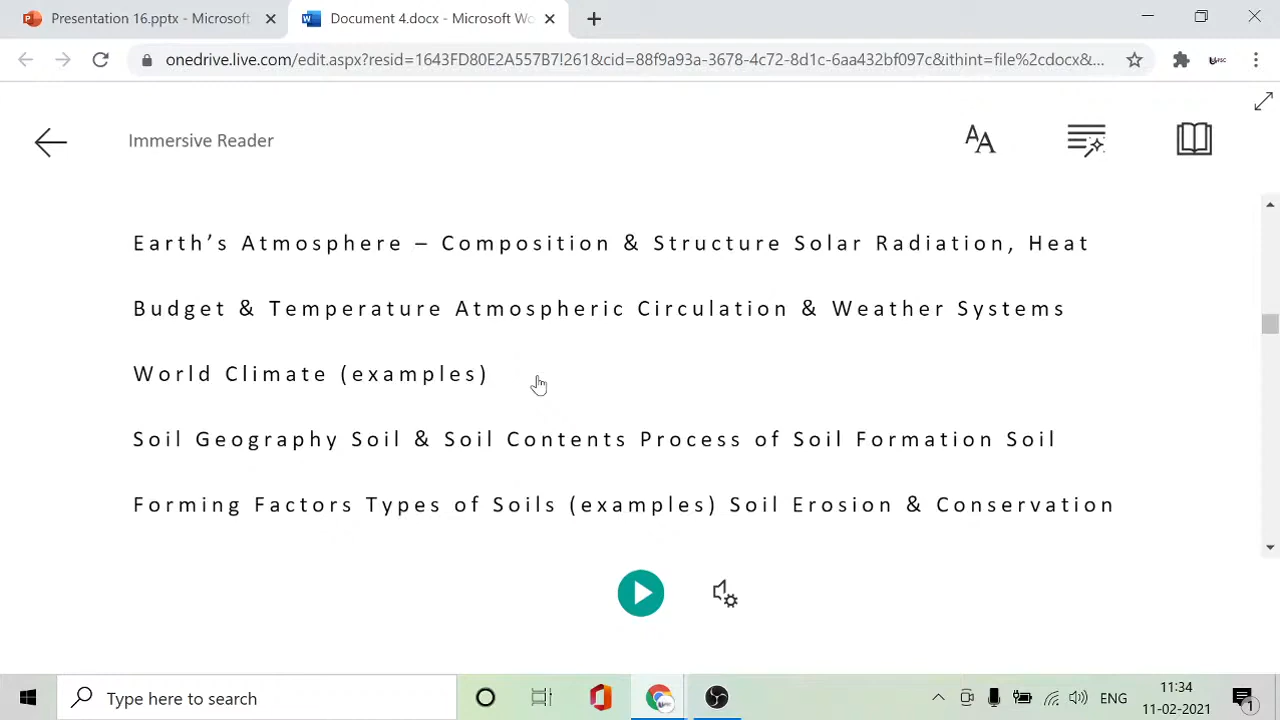 Presentation 16.pptx - Microsoft
Document 4.docx - Microsoft Wo
onedrive.live.com/edit.aspx?resid=1643FD80E2A557B7!261&cid=88f9a93a-3678-4c72-8d1c-6aa432bf097c&ithint=file%2cdocx&...
Immersive Reader
Earth's Atmosphere – Composition & Structure Solar Radiation, Heat
Budget & Temperature Atmospheric Circulation & Weather Systems
World Climate (examples)
Soil Geography Soil & Soil Contents Process of Soil Formation Soil
Forming Factors Types of Soils (examples) Soil Erosion & Conservation
Type here to search
ENG
11:34
11-02-2021
1